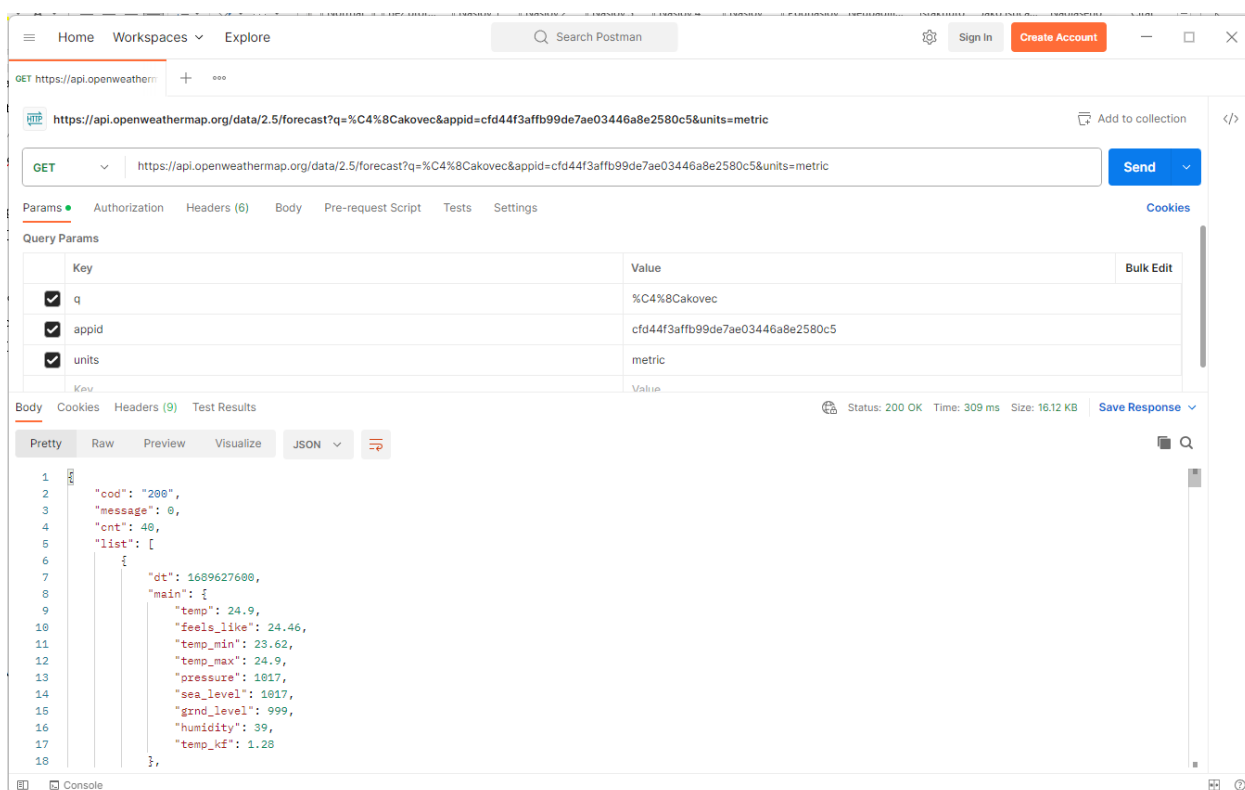 Home Workspaces Explore Search Postman Sign In Create Account
GET https://api.openweatherm
https://api.openweathermap.org/data/2.5/forecast?q=%C4%8Cakovec&appid=cfd44f3affb99de7ae03446a8e2580c5&units=metric Add to collection </>
HTTP
GET https://api.openweathermap.org/data/2.5/forecast?q=%C4%8Cakovec&appid=cfd44f3affb99de7ae03446a8e2580c5&units=metric Send
Params Authorization Headers (6) Body Pre-request Script Tests Settings Cookies
Query Params
Key Value Bulk Edit
q %C4%8Cakovec
appid cfd44f3affb99de7ae03446a8e2580c5
units metric
Key Value
Body Cookies Headers (9) Test Results Status: 200 OK Time: 309 ms Size: 16.12 KB Save Response
Pretty Raw Preview Visualize JSON
1 {
2 "cod": "200",
3 "message": 0,
4 "cnt": 40,
5 "list": [
6 {
7 "dt": 1689627600,
8 "main": {
9 "temp": 24.9,
10 "feels_like": 24.46,
11 "temp_min": 23.62,
12 "temp_max": 24.9,
13 "pressure": 1017,
14 "sea_level": 1017,
15 "grnd_level": 999,
16 "humidity": 39,
17 "temp_kf": 1.28
18 },
Console